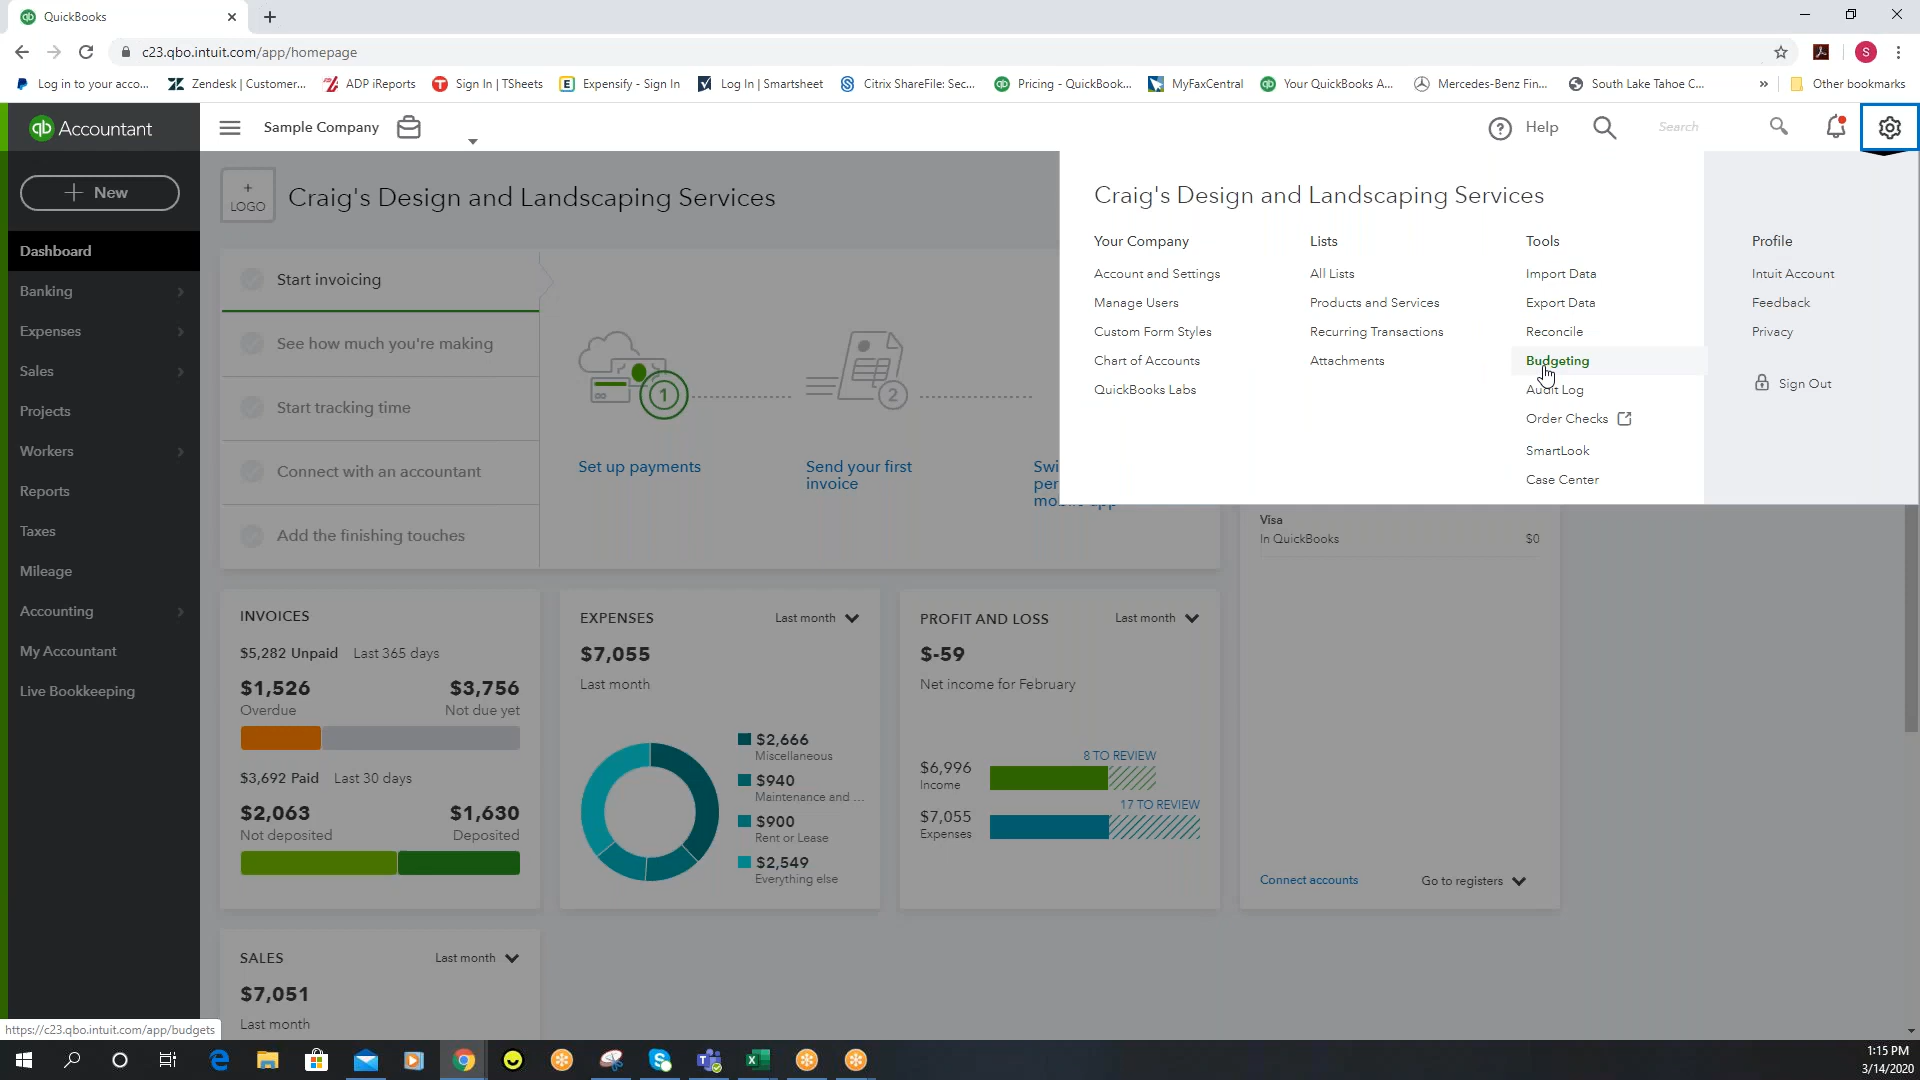 QuickBooks
c23.qbo.intuit.com/app/homepage
Log in to your acco...
Zendesk | Customer...
ADP iReports
Sign In | TSheets
Expensify - Sign In
Log In | Smartsheet
Citrix ShareFile: Sec...
Pricing - QuickBook...
MyFaxCentral
Your QuickBooks A...
Mercedes-Benz Fin...
South Lake Tahoe C...
Other bookmarks
S
qb Accountant
Sample Company
Help
Search
New
Dashboard
Banking
Expenses
Sales
Projects
Workers
Reports
Taxes
Mileage
Accounting
My Accountant
Live Bookkeeping
+
LOGO
Craig's Design and Landscaping Services
Start invoicing
See how much you're making
Start tracking time
Connect with an accountant
Add the finishing touches
1
2
Set up payments
Send your first
invoice
Swi
per
mobile app
Craig's Design and Landscaping Services
Your Company
Account and Settings
Manage Users
Custom Form Styles
Chart of Accounts
QuickBooks Labs
Lists
All Lists
Products and Services
Recurring Transactions
Attachments
Tools
Import Data
Export Data
Reconcile
Budgeting
Audit Log
Order Checks
SmartLook
Case Center
Profile
Intuit Account
Feedback
Privacy
Sign Out
Visa
In QuickBooks $0
Connect accounts
Go to registers
INVOICES
$5,282 Unpaid Last 365 days
$1,526 $3,756
Overdue Not due yet
$3,692 Paid Last 30 days
$2,063 $1,630
Not deposited Deposited
EXPENSES Last month
$7,055
Last month
$2,666
Miscellaneous
$940
Maintenance and ...
$900
Rent or Lease
$2,549
Everything else
PROFIT AND LOSS Last month
$-59
Net income for February
8 TO REVIEW
$6,996
Income
17 TO REVIEW
$7,055
Expenses
SALES Last month
$7,051
Last month
https://c23.qbo.intuit.com/app/budgets
1:15 PM
3/14/2020